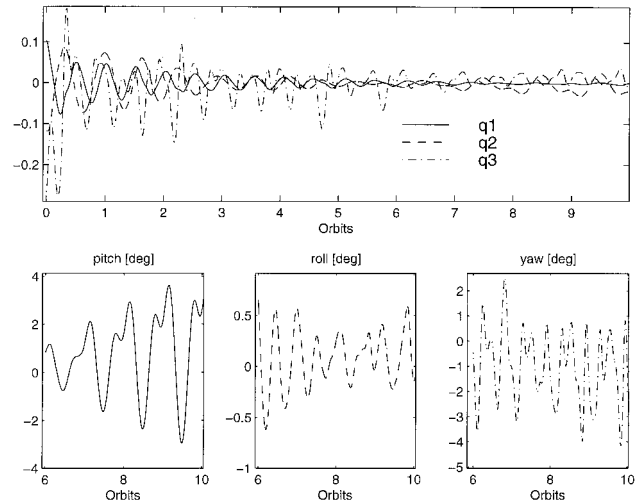 0.1
0
−0.1
−0.2
q1
q2
q3
0 1 2 3 4 5 6 7 8 9
Orbits
pitch [deg] roll [deg] yaw [deg]
4
2
0
−2
−4
6 8 10
Orbits
0.5
0
−0.5
−1
6 8 10
Orbits
2
1
0
−1
−2
−3
−4
−5
6 8 10
Orbits